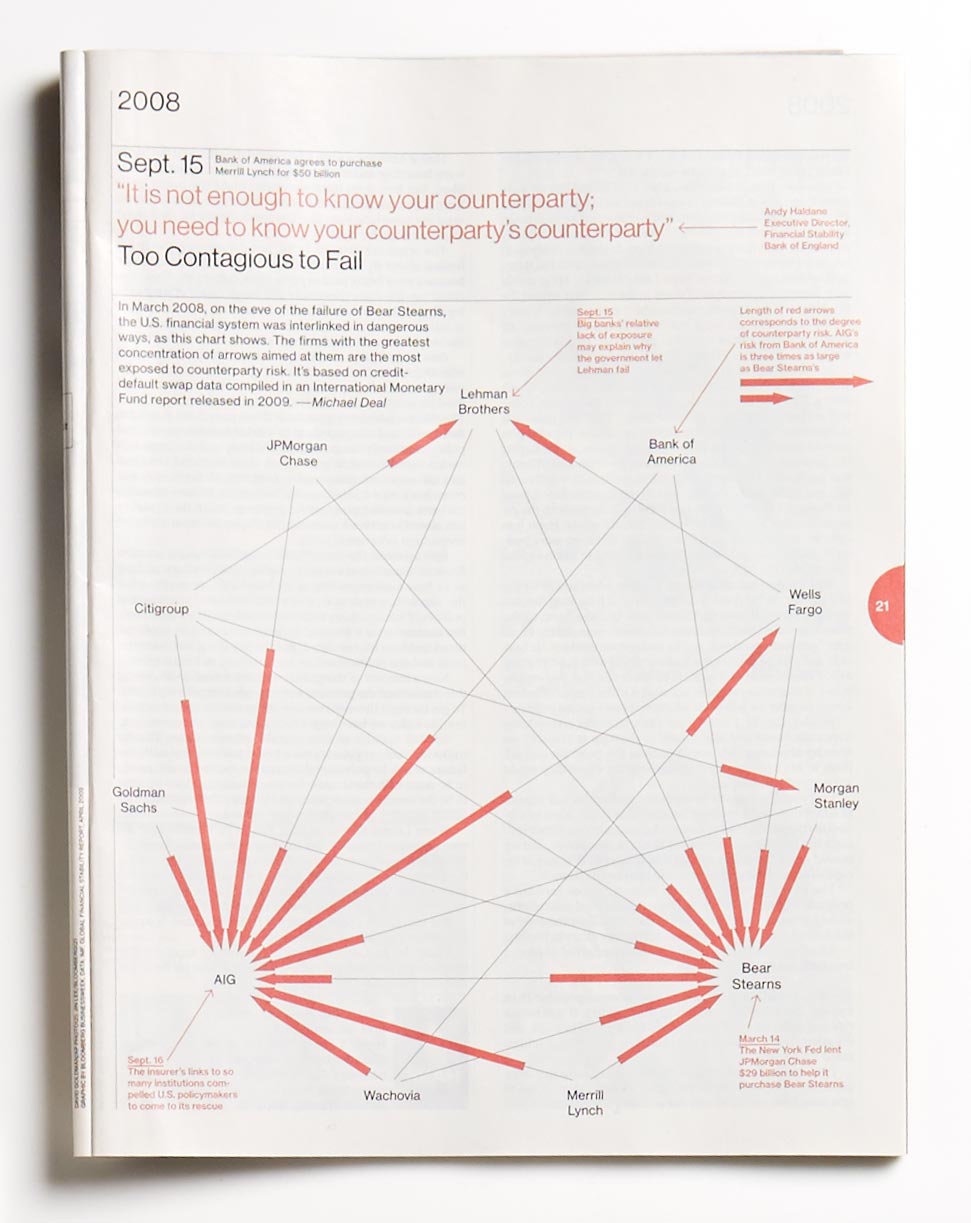 2008
Sept. 15
Bank of America agrees to purchase
Merrill Lynch for $50 billion
“It is not enough to know your counterparty;
you need to know your counterparty’s counterparty”
Andy Haldane
Executive Director,
Financial Stability
Bank of England
Too Contagious to Fail
In March 2008, on the eve of the failure of Bear Stearns,
the U.S. financial system was interlinked in dangerous
ways, as this chart shows. The firms with the greatest
concentration of arrows aimed at them are the most
exposed to counterparty risk. It’s based on credit-
default swap data compiled in an International Monetary
Fund report released in 2009. —Michael Deal
Sept. 15
Big banks’ relative
lack of exposure
may explain why
the government let
Lehman fail
Length of red arrows
corresponds to the degree
of counterparty risk. AIG’s
risk from Bank of America
is three times as large
as Bear Stearns’s
Lehman
Brothers
JPMorgan
Chase
Bank of
America
Citigroup
Wells
Fargo
21
Goldman
Sachs
Morgan
Stanley
AIG
Bear
Stearns
Sept. 16
The insurer’s links to so
many institutions com-
pelled U.S. policymakers
to come to its rescue
Wachovia
Merrill
Lynch
March 14
The New York Fed lent
JPMorgan Chase
$29 billion to help it
purchase Bear Stearns
GRAPHIC BY BLOOMBERG BUSINESSWEEK. DATA: IMF GLOBAL FINANCIAL STABILITY REPORT, APRIL 2009